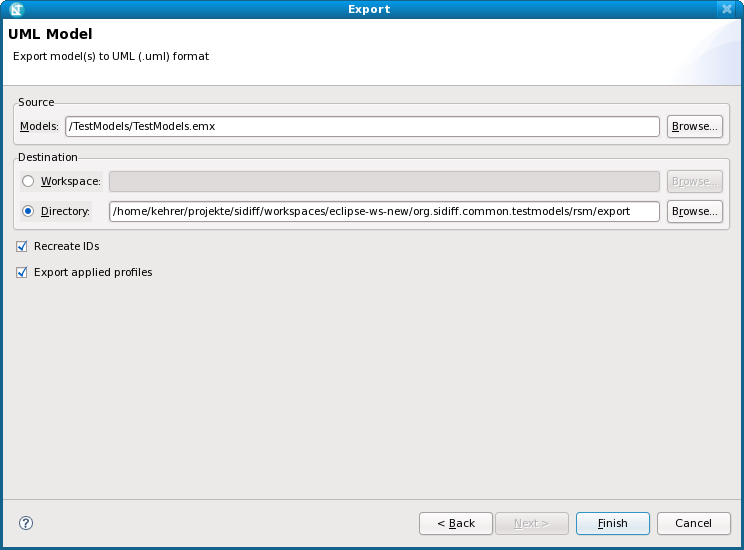 Export
UML Model
Export model(s) to UML (.uml) format
Source
Models: /TestModels/TestModels.emx Browse...
Destination
Workspace: Browse...
Directory: /home/kehrer/projekte/sidiff/workspaces/eclipse-ws-new/org.sidiff.common.testmodels/rsm/export Browse...
Recreate IDs
Export applied profiles
? < Back Next > Finish Cancel